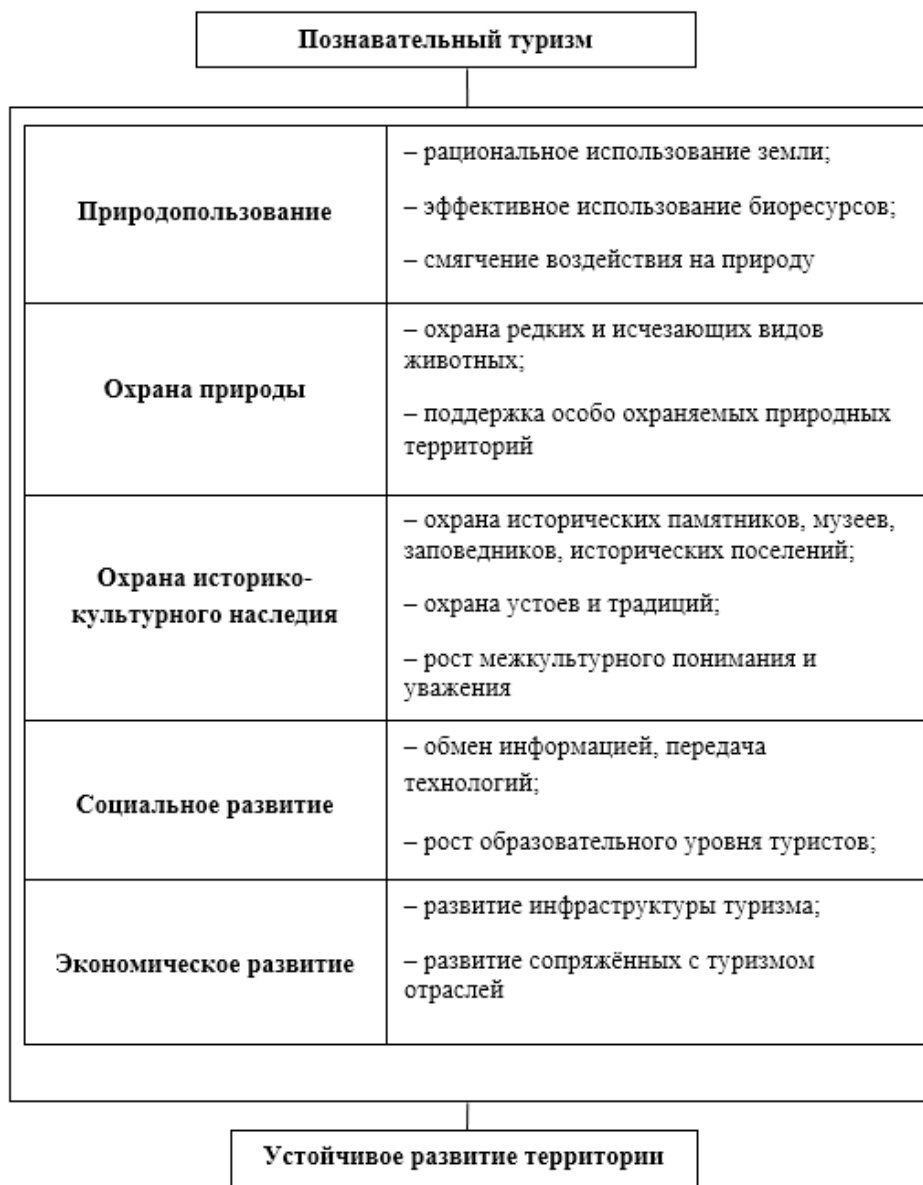 Познавательный туризм
Природопользование
– рациональное использование земли;
– эффективное использование биоресурсов;
– смягчение воздействия на природу
Охрана природы
– охрана редких и исчезающих видов
животных;
– поддержка особо охраняемых природных
территорий
Охрана историко-
культурного наследия
– охрана исторических памятников, музеев,
заповедников, исторических поселений;
– охрана устоев и традиций;
– рост межкультурного понимания и
уважения
Социальное развитие
– обмен информацией, передача
технологий;
– рост образовательного уровня туристов;
Экономическое развитие
– развитие инфраструктуры туризма;
– развитие сопряжённых с туризмом
отраслей
Устойчивое развитие территории